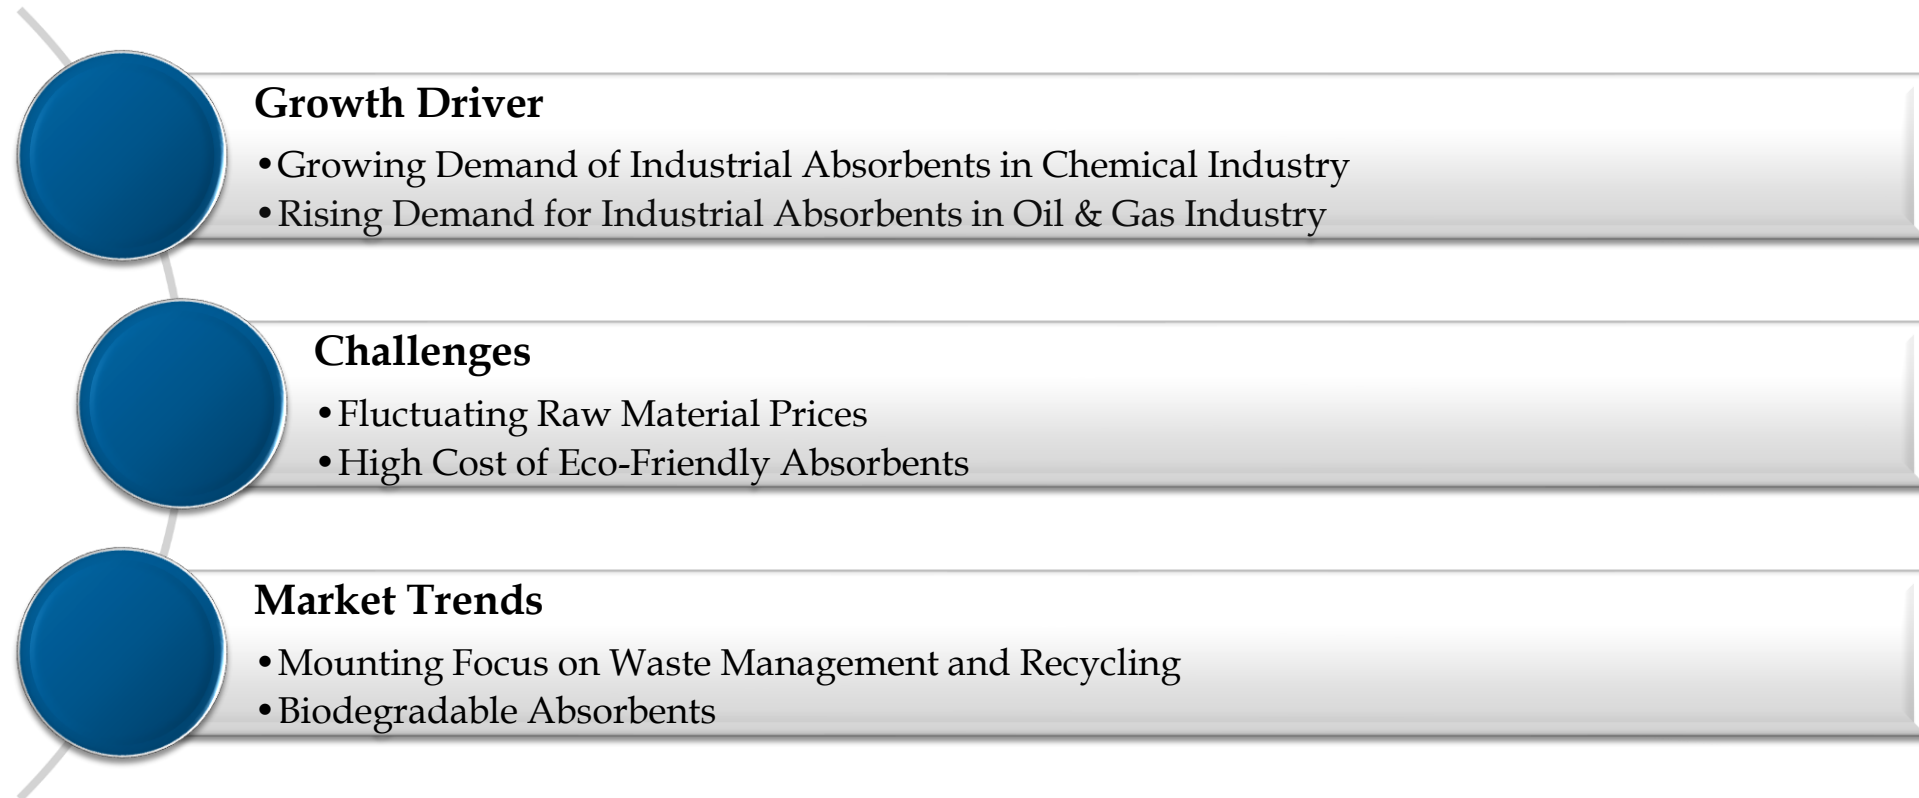 Growth Driver
•Growing Demand of Industrial Absorbents in Chemical Industry
•Rising Demand for Industrial Absorbents in Oil & Gas Industry
Challenges
•Fluctuating Raw Material Prices
•High Cost of Eco-Friendly Absorbents
Market Trends
•Mounting Focus on Waste Management and Recycling
•Biodegradable Absorbents